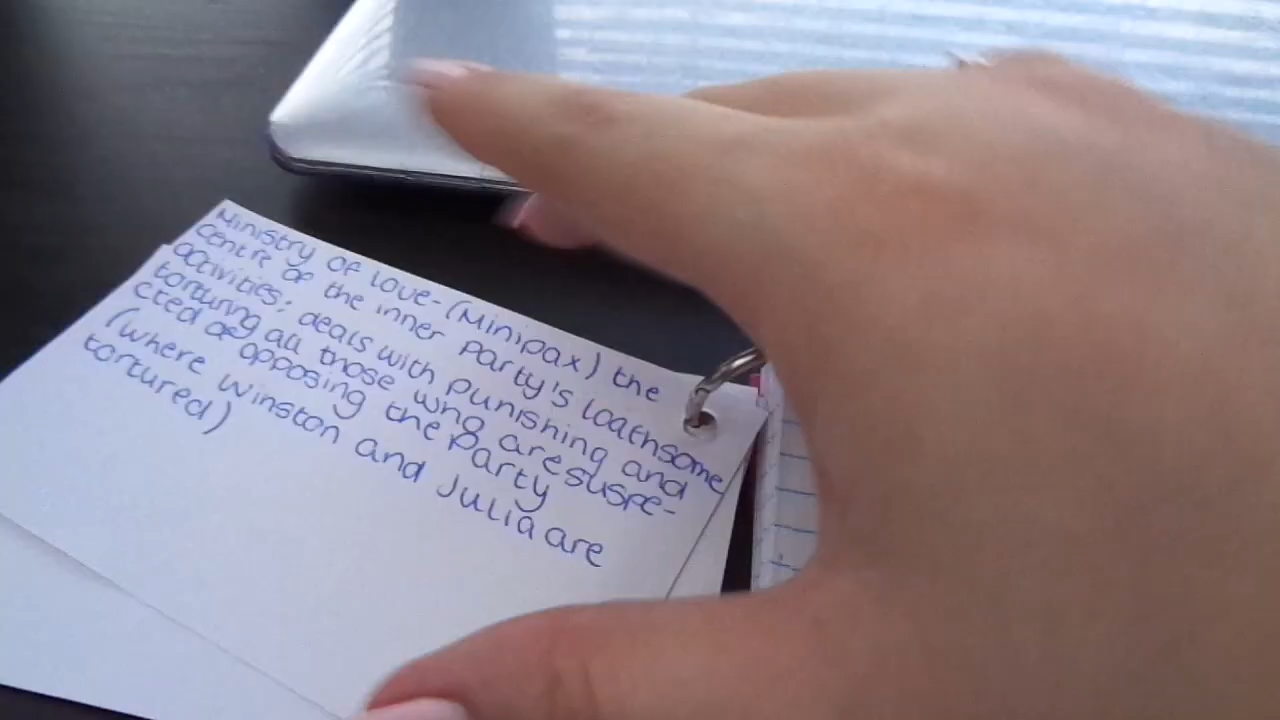 Ministry of Love - (Minipax) the
centre of the inner Party's loathsome
activities; deals with punishing and
torturing all those who are suspe-
cted of opposing the Party
(where Winston and Julia are
tortured)